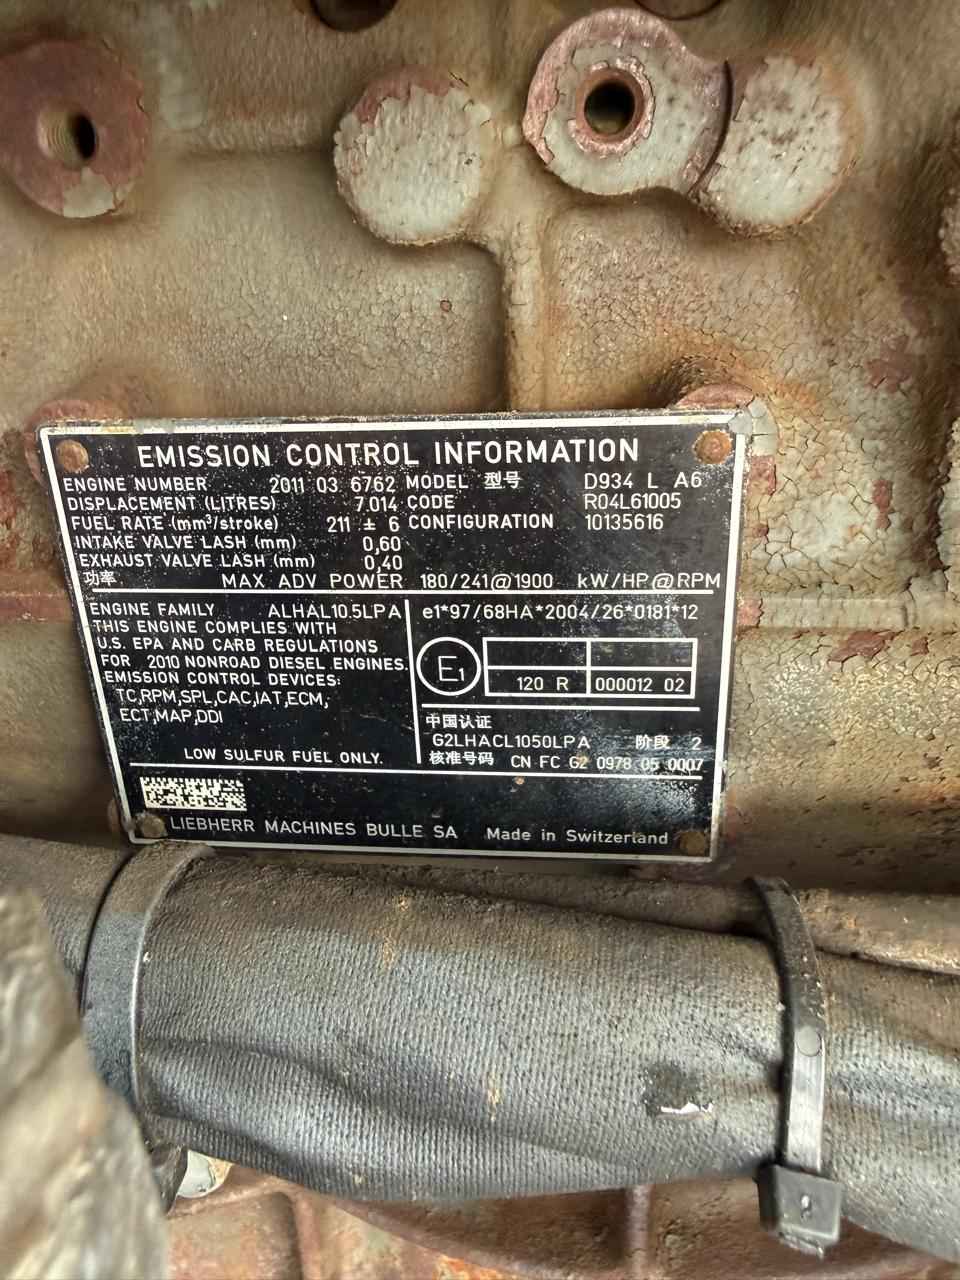 EMISSION CONTROL INFORMATION
ENGINE NUMBER 2011 03 6762 MODEL 型号 D934 L A6
DISPLACEMENT (LITRES) 7.014 CODE R04L61005
FUEL RATE (mm³/stroke) 211 ± 6 CONFIGURATION 10135616
INTAKE VALVE LASH (mm) 0,60
EXHAUST VALVE LASH (mm) 0,40
功率 MAX ADV POWER 180/241@1900 kW/HP@RPM
ENGINE FAMILY ALHAL10.5LPA
THIS ENGINE COMPLIES WITH
U.S. EPA AND CARB REGULATIONS
FOR 2010 NONROAD DIESEL ENGINES.
EMISSION CONTROL DEVICES:
TC,RPM,SPL,CAC,IAT,ECM,
ECT,MAP,DDI
LOW SULFUR FUEL ONLY.
e1*97/68HA*2004/26*0181*12
E1
120 R 000012 02
中国认证
G2LHACL1050LPA 阶段 2
核准号码 CN FC G2 0978 05 0007
LIEBHERR MACHINES BULLE SA Made in Switzerland